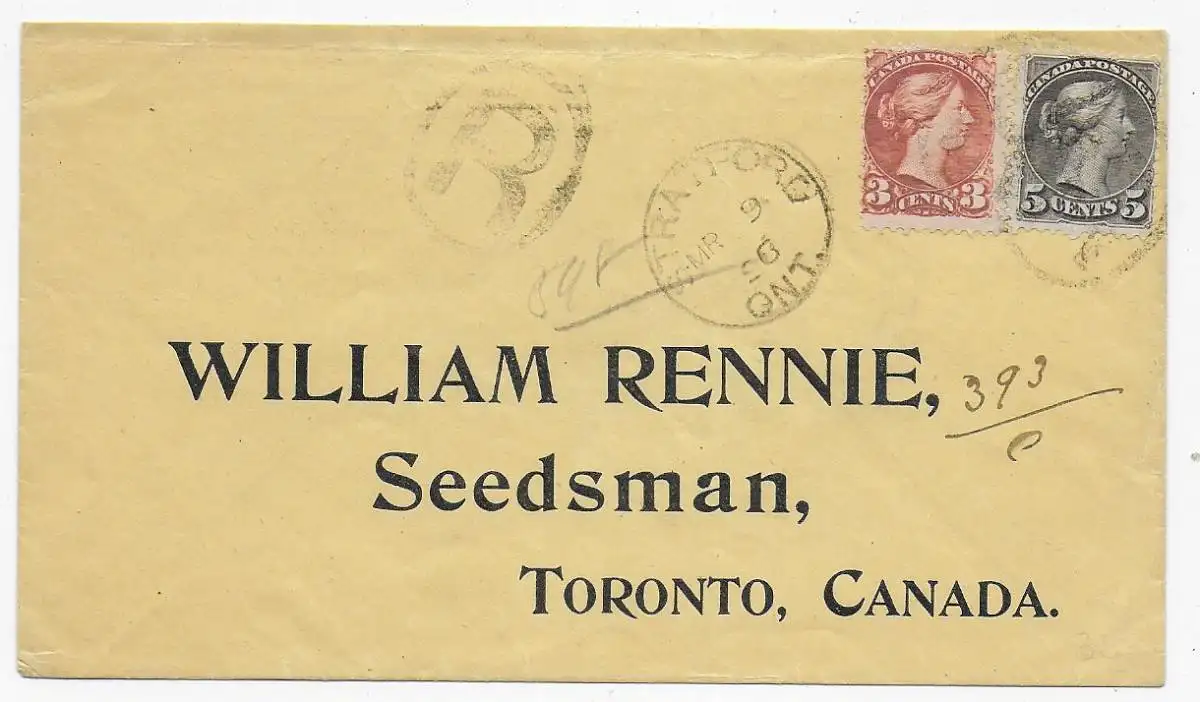 CANADA POSTAGE
3 CENTS 3
CANADA POSTAGE
5 CENTS 5
R
STRATFORD
MR 9
96
ONT.
WILLIAM RENNIE, 393
Seedsman,
TORONTO, CANADA.